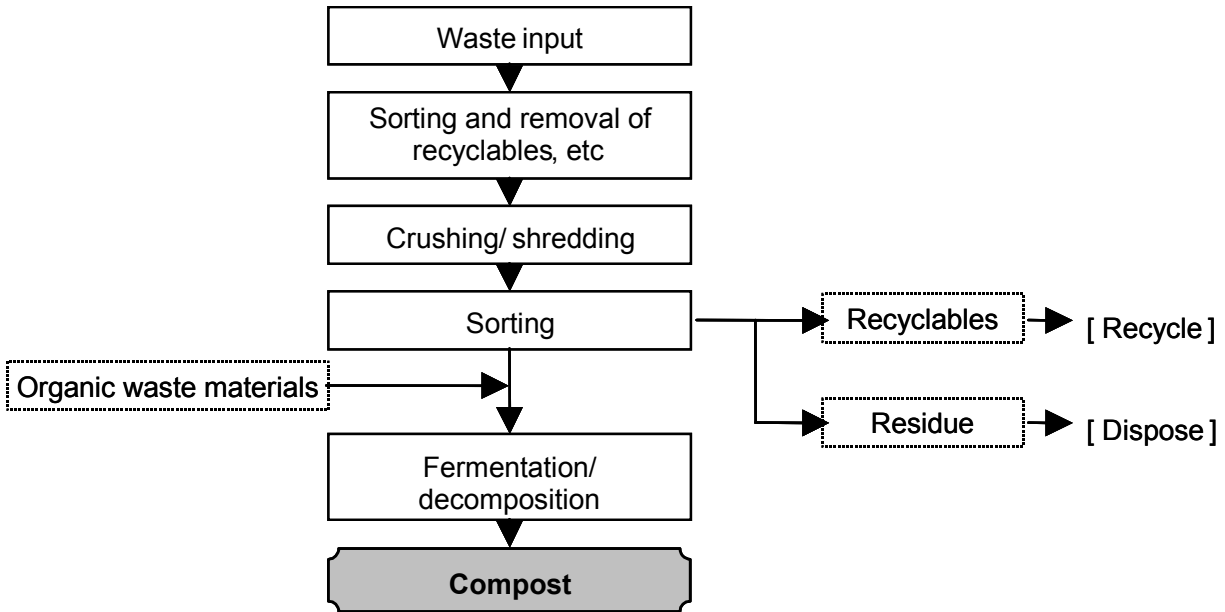 Waste input
Sorting and removal of
recyclables, etc
Crushing/ shredding
Sorting
Recyclables
[ Recycle ]
Organic waste materials
Residue
[ Dispose ]
Fermentation/
decomposition
Compost